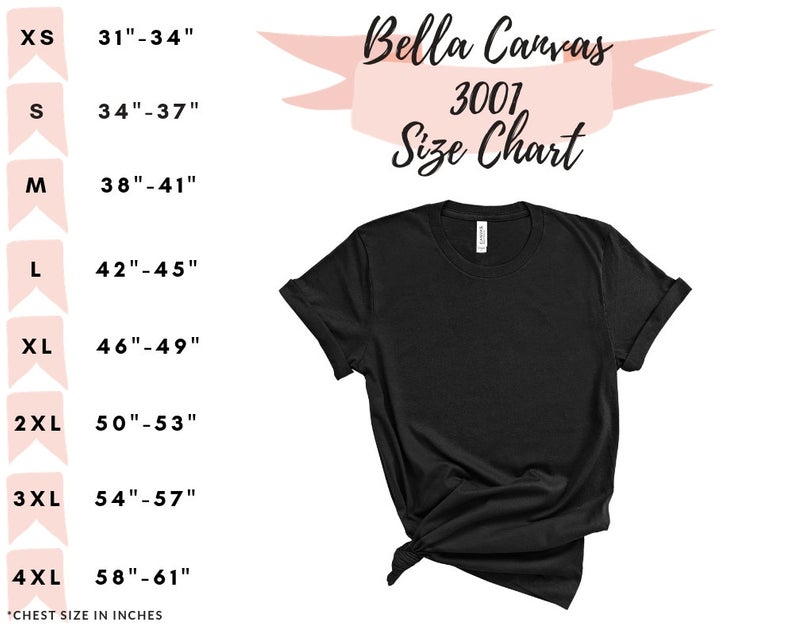 Bella Canvas
3001
Size Chart
XS 31"-34"
S 34"-37"
M 38"-41"
L 42"-45"
XL 46"-49"
2XL 50"-53"
3XL 54"-57"
4XL 58"-61"
*CHEST SIZE IN INCHES
CANVAS